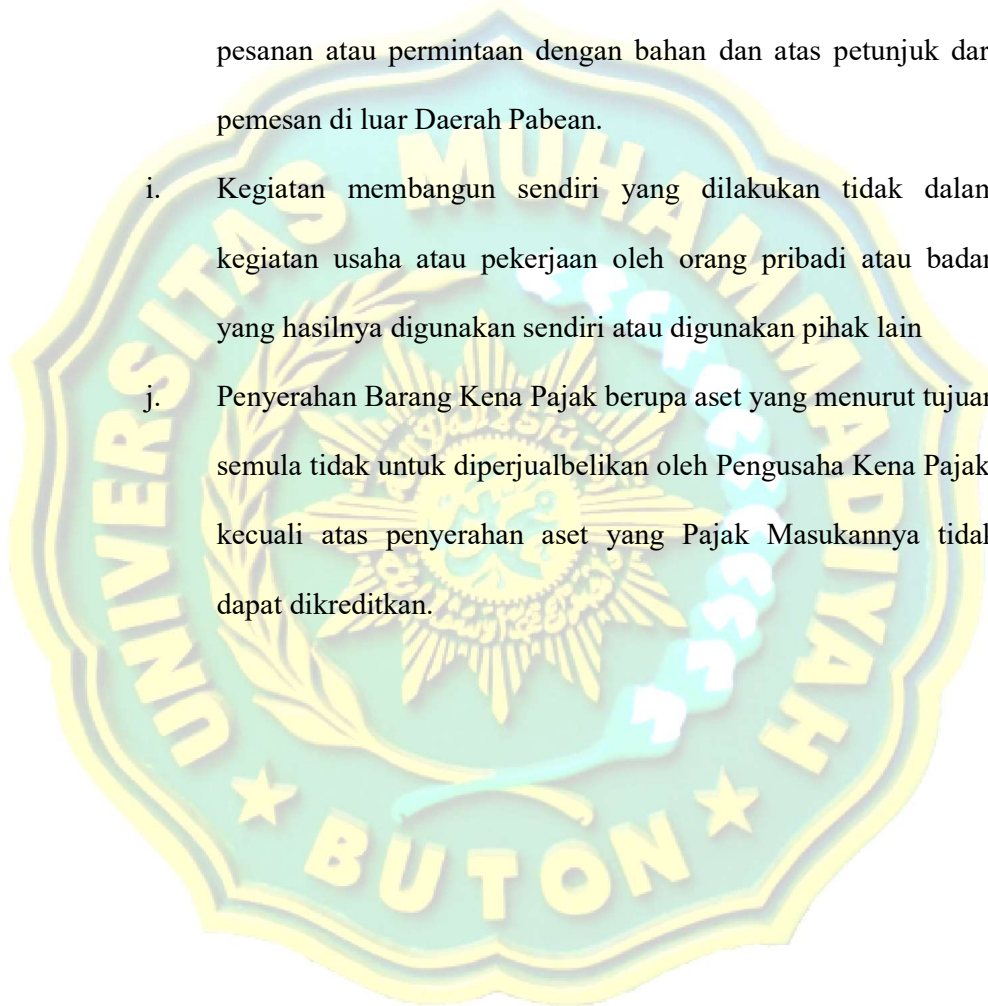 pesanan atau permintaan dengan bahan dan atas petunjuk dar
pemesan di luar Daerah Pabean.
i. Kegiatan membangun sendiri yang dilakukan tidak dalam
kegiatan usaha atau pekerjaan oleh orang pribadi atau badan
yang hasilnya digunakan sendiri atau digunakan pihak lain
j. Penyerahan Barang Kena Pajak berupa aset yang menurut tujuan
semula tidak untuk diperjualbelikan oleh Pengusaha Kena Pajak
kecuali atas penyerahan aset yang Pajak Masukannya tidak
dapat dikreditkan.
UNIVERSITAS MUHAMMADIYAH
BUTON